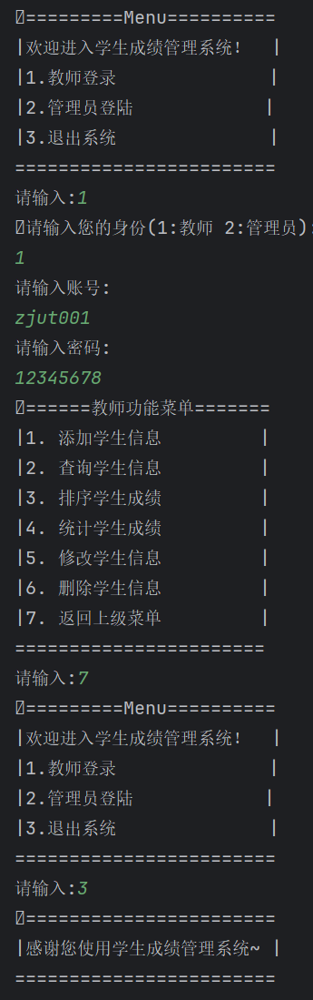 =========Menu==========
|欢迎进入学生成绩管理系统!   |
|1.教师登录               |
|2.管理员登陆             |
|3.退出系统               |
========================
请输入:1
请输入您的身份(1:教师 2:管理员):
1
请输入账号:
zjut001
请输入密码:
12345678
======教师功能菜单=======
|1. 添加学生信息          |
|2. 查询学生信息          |
|3. 排序学生成绩          |
|4. 统计学生成绩          |
|5. 修改学生信息          |
|6. 删除学生信息          |
|7. 返回上级菜单          |
=======================
请输入:7
=========Menu==========
|欢迎进入学生成绩管理系统!   |
|1.教师登录               |
|2.管理员登陆             |
|3.退出系统               |
========================
请输入:3
=======================
|感谢您使用学生成绩管理系统~ |
========================